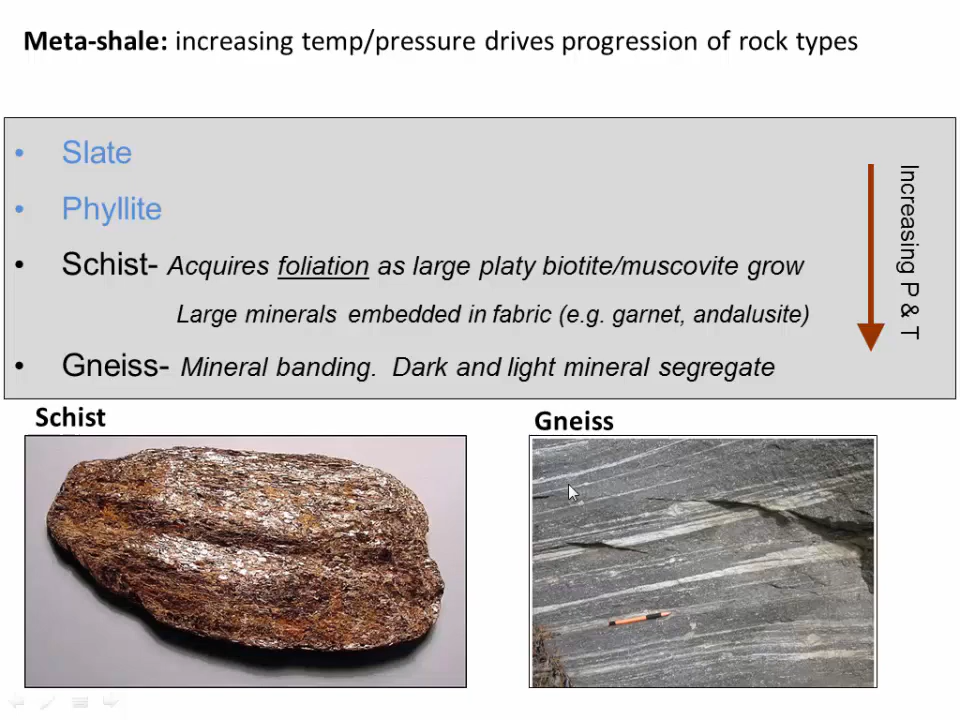 Meta-shale: increasing temp/pressure drives progression of rock types
• Slate
• Phyllite
• Schist- Acquires foliation as large platy biotite/muscovite grow
Large minerals embedded in fabric (e.g. garnet, andalusite)
• Gneiss- Mineral banding. Dark and light mineral segregate
Increasing P & T
Schist
Gneiss